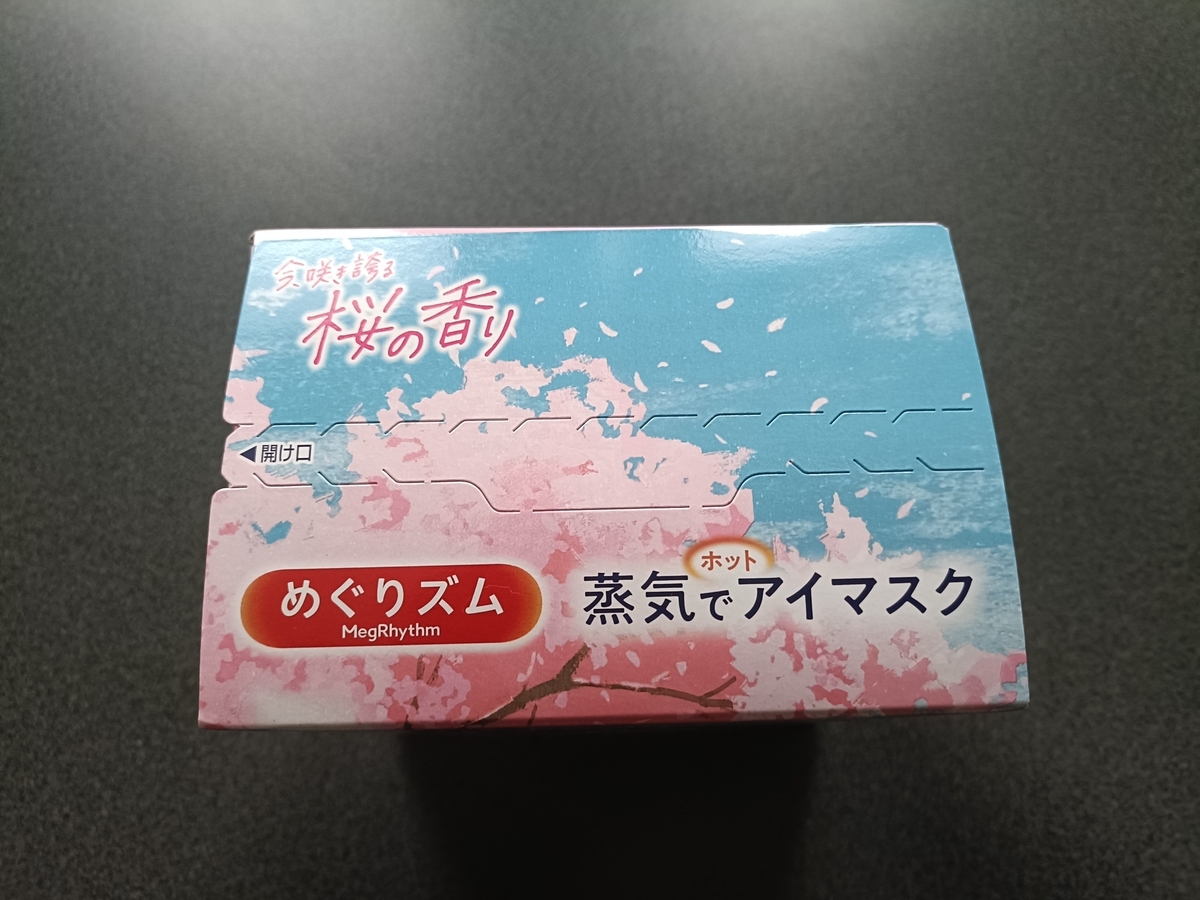 今、咲き誇る
桜の香り
◀開け口
めぐりズム
MegRhythm
ホット
蒸気でアイマスク